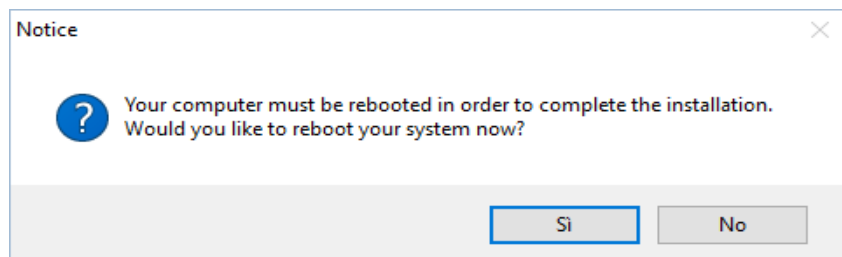 Notice
Your computer must be rebooted in order to complete the installation.
Would you like to reboot your system now?
Sì
No